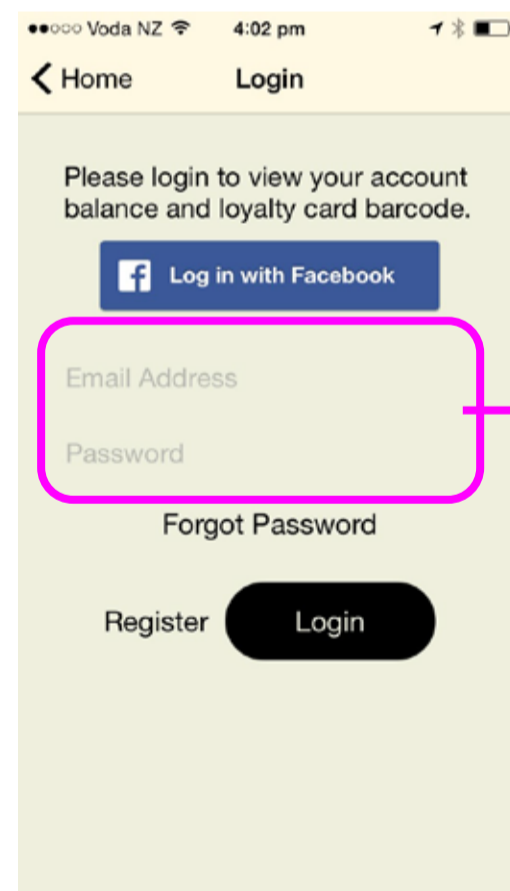 Voda NZ 4:02 pm
Home Login
Please login to view your account
balance and loyalty card barcode.
f Log in with Facebook
Email Address
Password
Forgot Password
Register Login